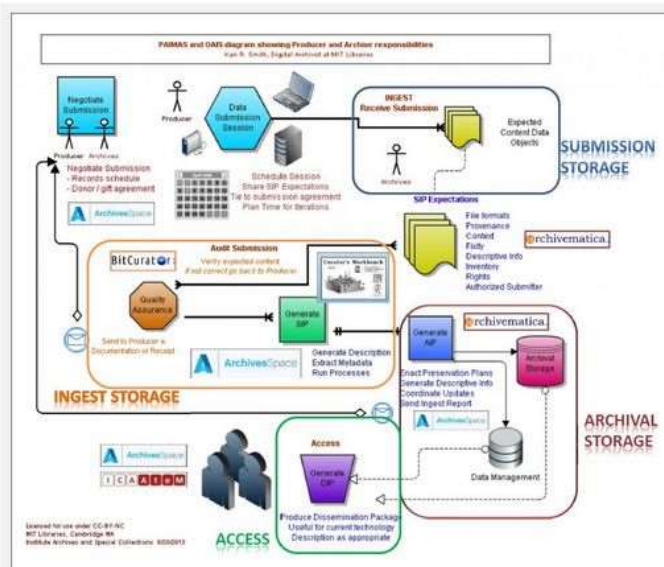 PAIMAS and OAIS diagram showing Producer and Archive responsibilities
Kari R. Smith, Digital Archivist at MIT Libraries
Negotiate
Submission
Producer Archives
Negotiate Submission
- Records schedule
- Donor / gift agreement
ArchivesSpace
Producer
Data
Submission
Session
Schedule Session
Share SIP Expectations
Tie to submission agreement
Plan Time for Iterations
INGEST
Receive Submission
Archives
Expected
Content Data
Objects
SUBMISSION
STORAGE
SIP Expectations
File formats
Provenance
Context
Fixity
Descriptive Info
Inventory
Rights
Authorized Submitter
rchivematica.
BitCurator
Audit Submission
Verify expected content
If not correct go back to Producer
Curator's Workbench
Quality
Assurance
Send to Producer a
Documentation of Receipt
Generate
SIP
ArchivesSpace
Generate Description
Extract Metadata
Run Processes
INGEST STORAGE
Generate
AIP
rchivematica.
Archival
Storage
Enact Preservation Plans
Generate Descriptive Info
Coordinate Updates
Send Ingest Report
ArchivesSpace
Data Management
ARCHIVAL
STORAGE
ArchivesSpace
ICA AtoM
Access
Generate
DIP
Produce Dissemination Package
Useful for current technology
Description as appropriate
ACCESS
Licensed for use under CC-BY-NC
MIT Libraries, Cambridge MA
Institute Archives and Special Collections